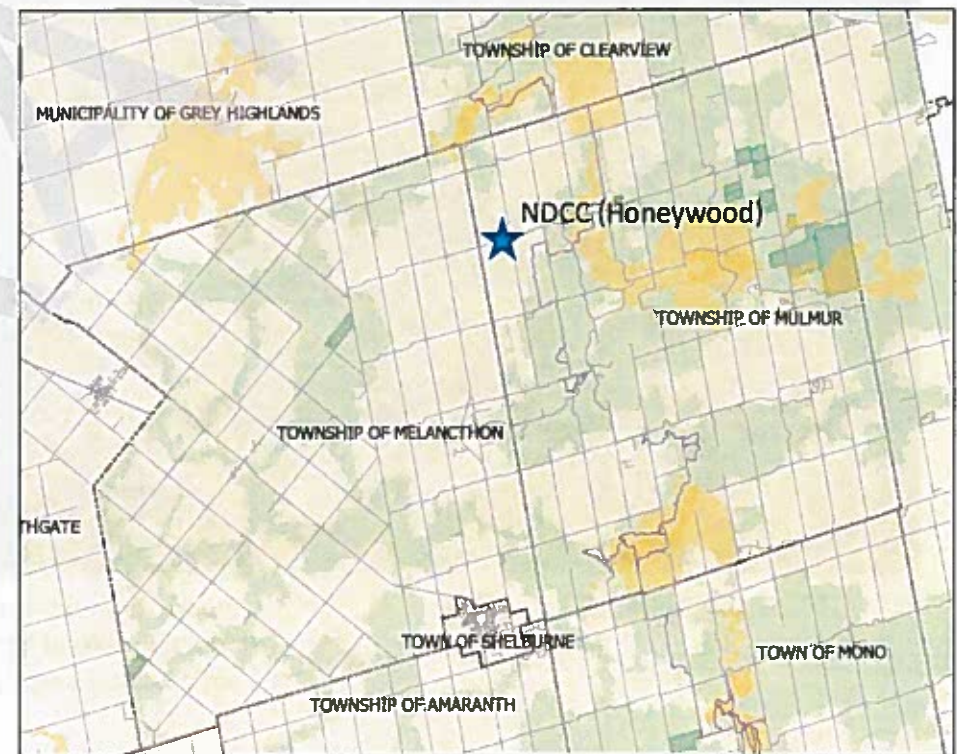 TOWNSHIP OF CLEARVIEW
MUNICIPALITY OF GREY HIGHLANDS
NDCC (Honeywood)
TOWNSHIP OF MULMUR
TOWNSHIP OF MELANCTHON
THGATE
TOWN OF SHELBURNE
TOWN OF MONO
TOWNSHIP OF AMARANTH